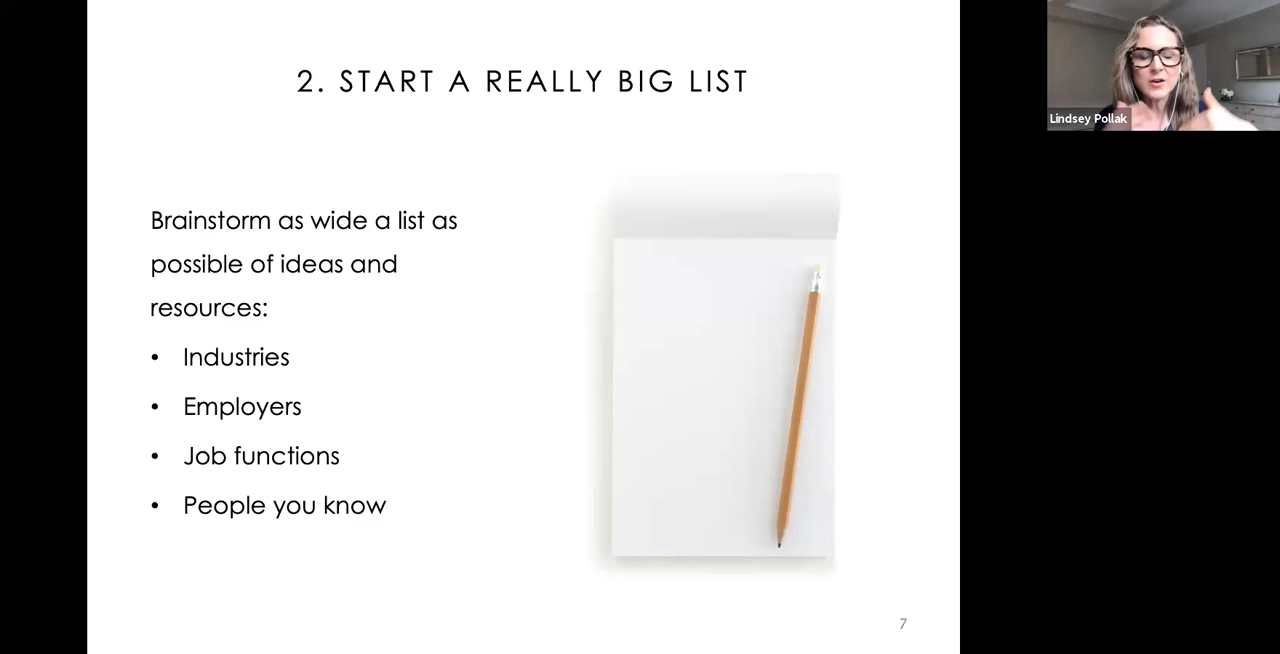 2. START A REALLY BIG LIST
Brainstorm as wide a list as
possible of ideas and
resources:
• Industries
• Employers
• Job functions
• People you know
7
Lindsey Pollak